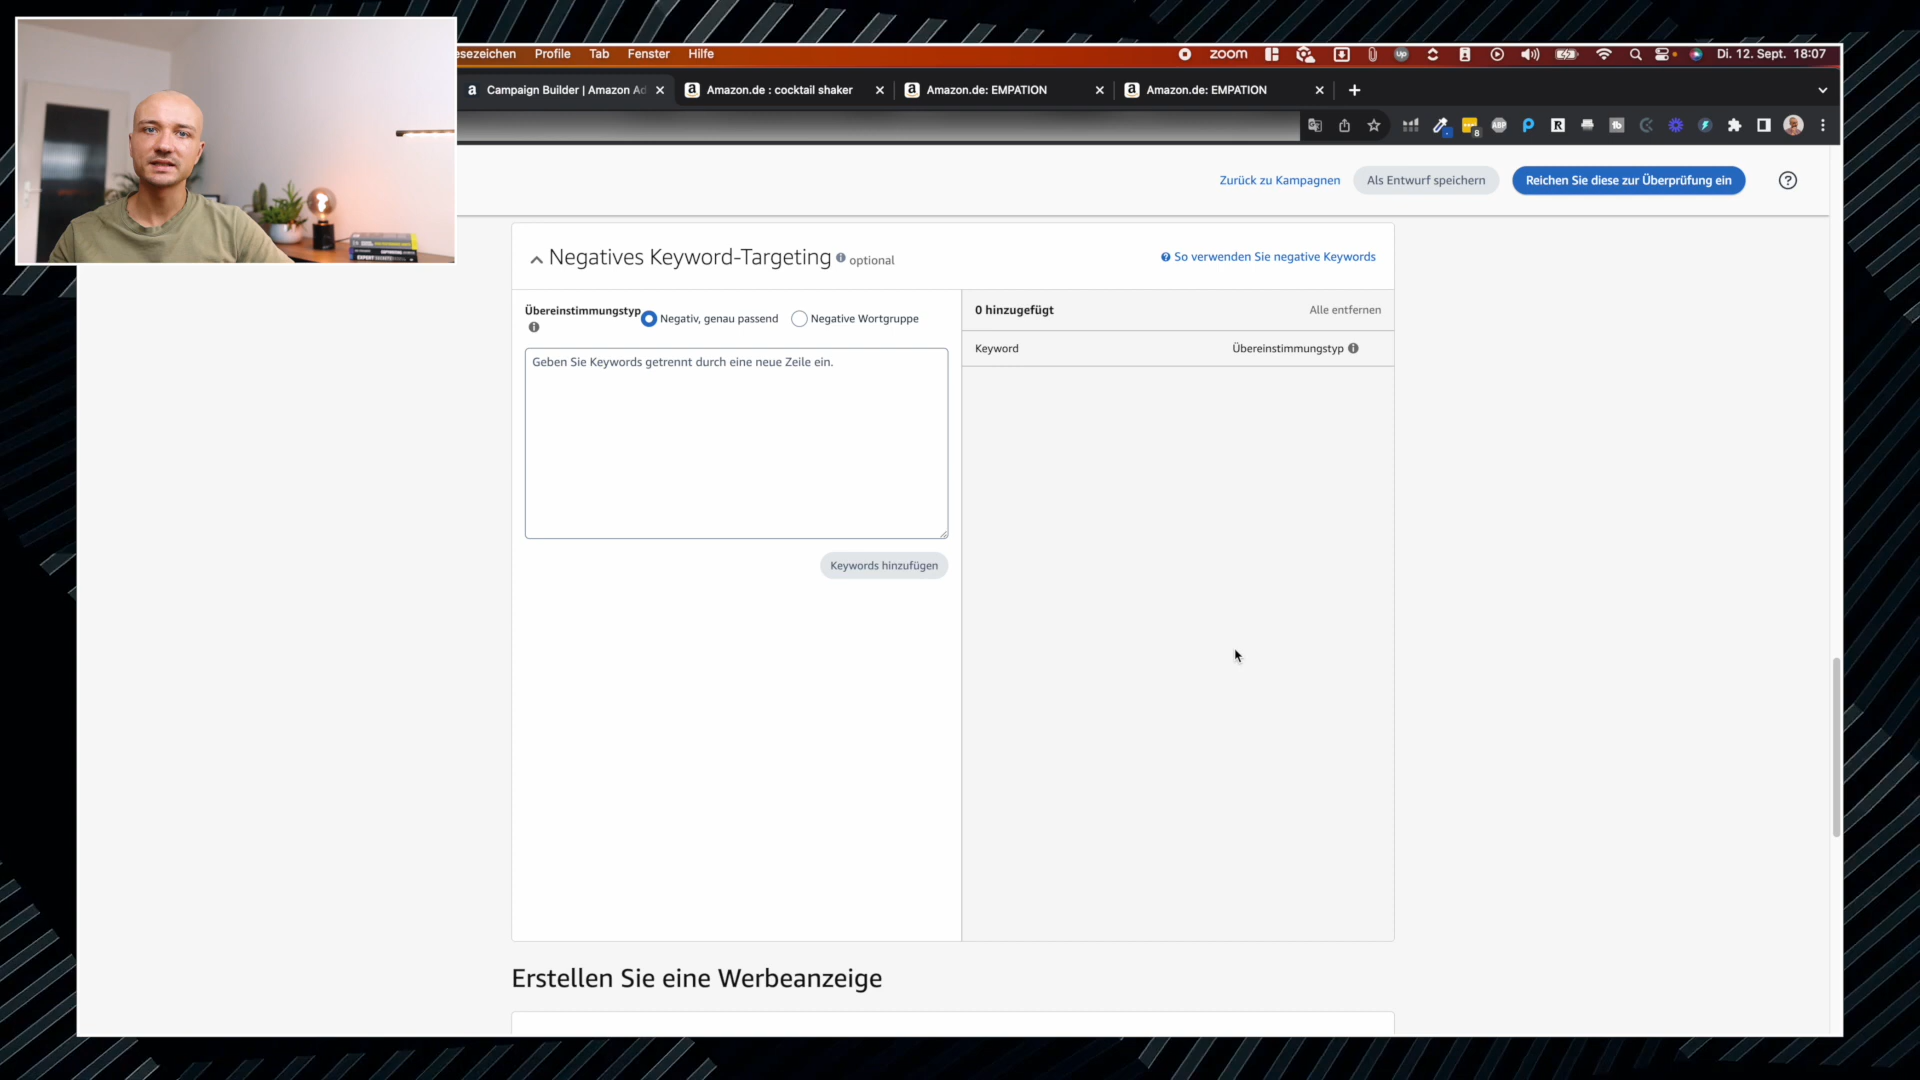 esezeichen Profile Tab Fenster Hilfe zoom Di. 12. Sept. 18:07
Campaign Builder | Amazon Ad Amazon.de : cocktail shaker Amazon.de: EMPATION Amazon.de: EMPATION
Zurück zu Kampagnen Als Entwurf speichern Reichen Sie diese zur Überprüfung ein
Negatives Keyword-Targeting optional So verwenden Sie negative Keywords
Übereinstimmungstyp Negativ, genau passend Negative Wortgruppe
0 hinzugefügt Alle entfernen
Geben Sie Keywords getrennt durch eine neue Zeile ein.
Keyword Übereinstimmungstyp
Keywords hinzufügen
Erstellen Sie eine Werbeanzeige